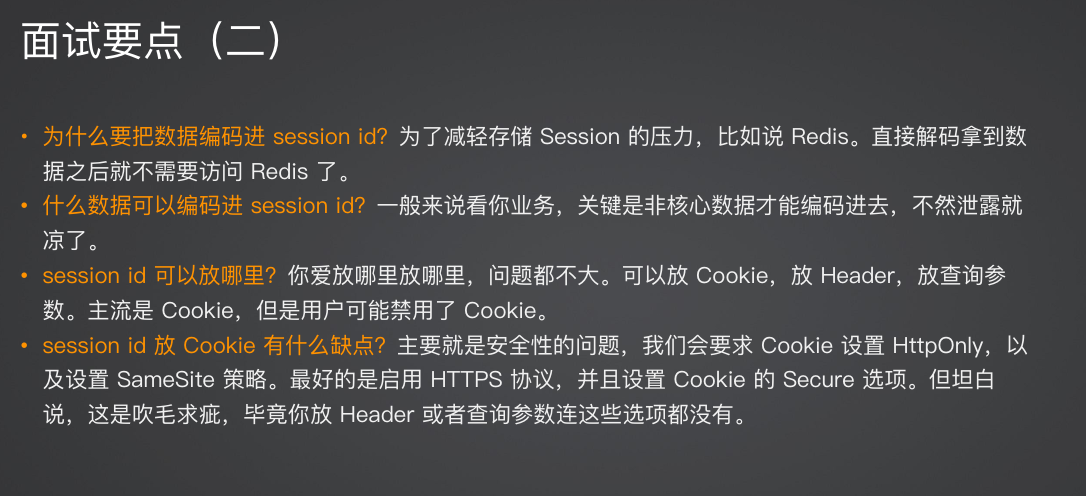 面试要点（二）
• 为什么要把数据编码进 session id？为了减轻存储 Session 的压力，比如说 Redis。直接解码拿到数
据之后就不需要访问 Redis 了。
• 什么数据可以编码进 session id？一般来说看你业务，关键是非核心数据才能编码进去，不然泄露就
凉了。
• session id 可以放哪里？你爱放哪里放哪里，问题都不大。可以放 Cookie，放 Header，放查询参
数。主流是 Cookie，但是用户可能禁用了 Cookie。
• session id 放 Cookie 有什么缺点？主要就是安全性的问题，我们会要求 Cookie 设置 HttpOnly，以
及设置 SameSite 策略。最好的是启用 HTTPS 协议，并且设置 Cookie 的 Secure 选项。但坦白
说，这是吹毛求疵，毕竟你放 Header 或者查询参数连这些选项都没有。